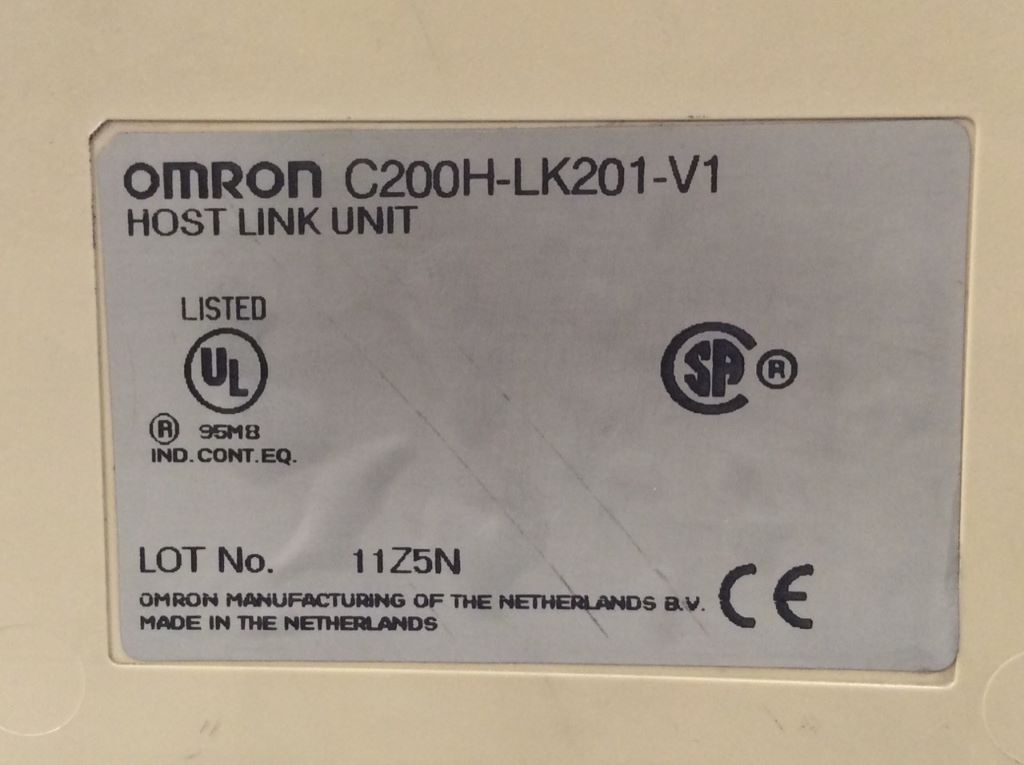 OMRON C200H-LK201-V1
HOST LINK UNIT
LISTED
UL
® 95M8
IND.CONT.EQ.
SA ®
LOT No. 11Z5N
OMRON MANUFACTURING OF THE NETHERLANDS B.V.
MADE IN THE NETHERLANDS
CE